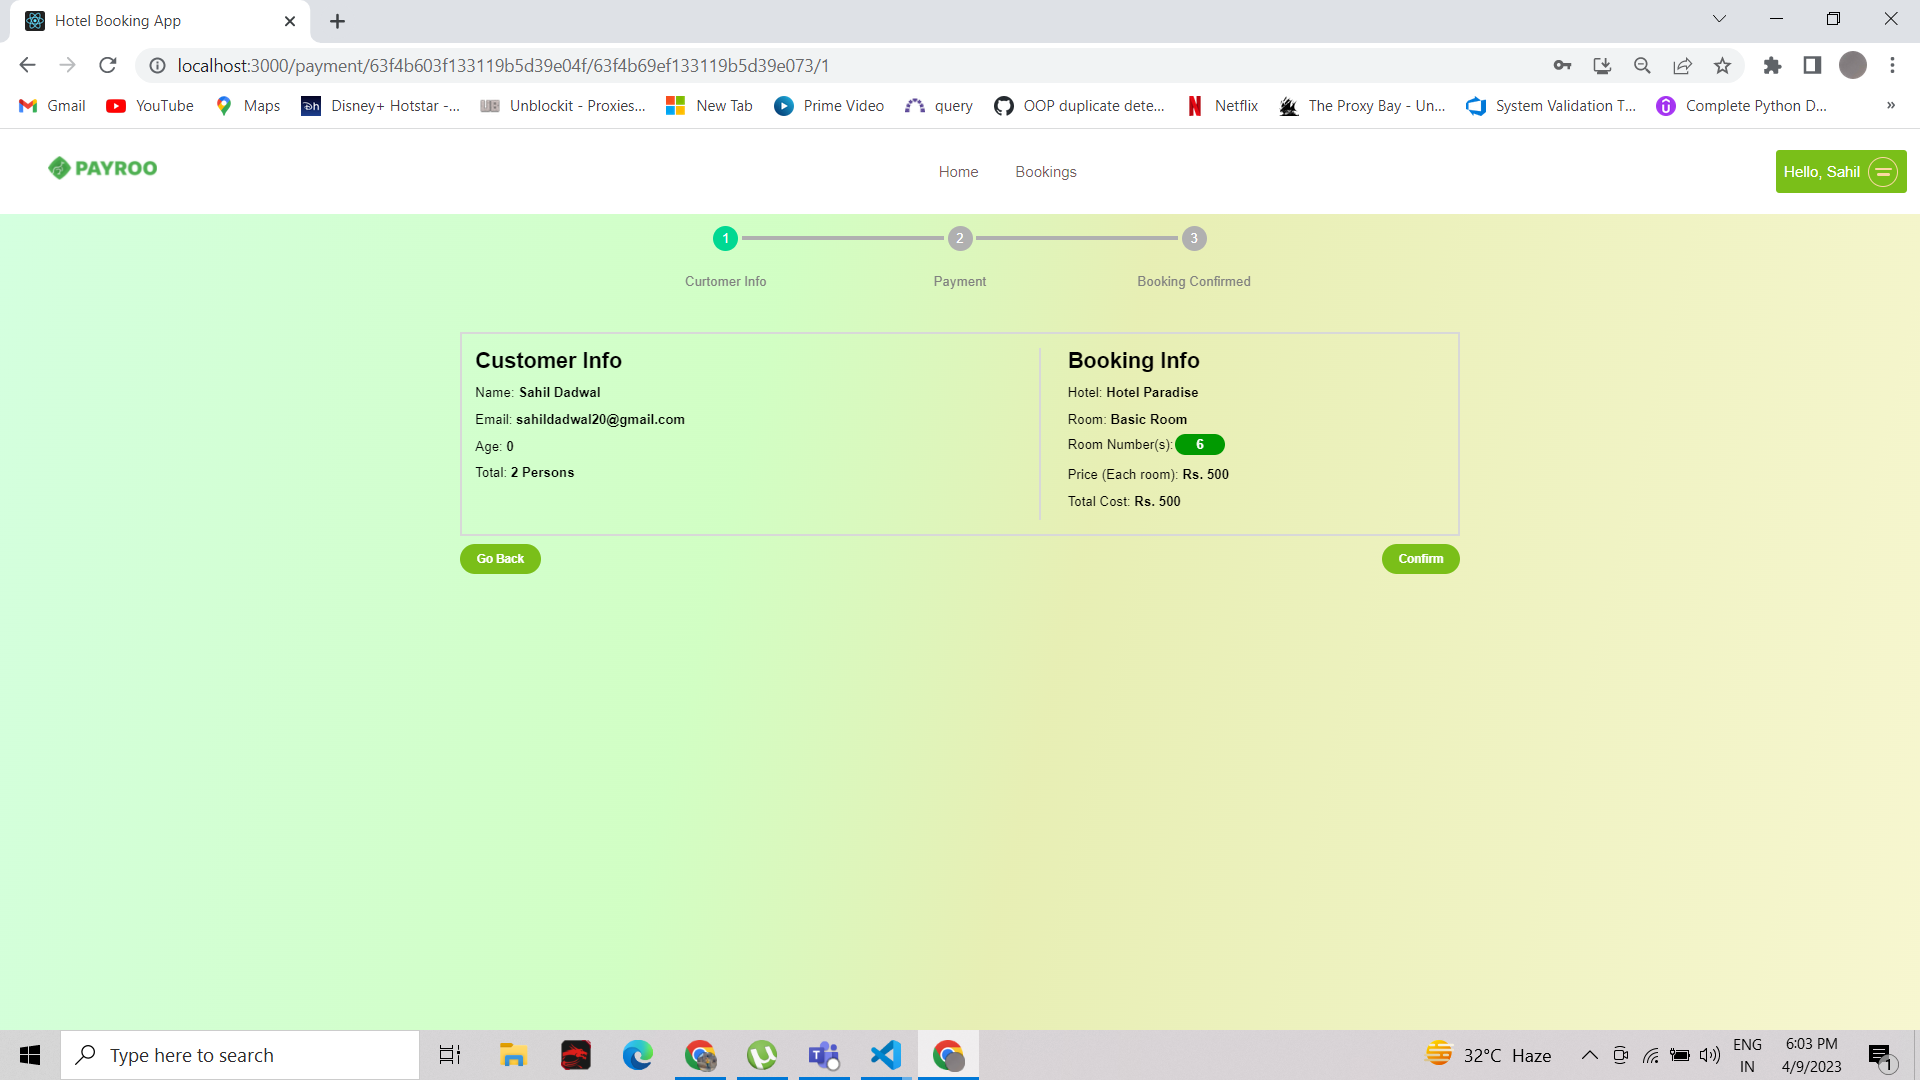 Hotel Booking App
localhost:3000/payment/63f4b603f133119b5d39e04f/63f4b69ef133119b5d39e073/1
Gmail YouTube Maps Disney+ Hotstar -... Unblockit - Proxies... New Tab Prime Video query OOP duplicate dete... Netflix The Proxy Bay - Un... System Validation T... Complete Python D... »
PAYROO Home Bookings Hello, Sahil
1 2 3
Curtomer Info Payment Booking Confirmed
Customer Info
Name: Sahil Dadwal
Email: sahildadwal20@gmail.com
Age: 0
Total: 2 Persons
Booking Info
Hotel: Hotel Paradise
Room: Basic Room
Room Number(s): 6
Price (Each room): Rs. 500
Total Cost: Rs. 500
Go Back Confirm
Type here to search
32°C Haze
ENG
IN
6:03 PM
4/9/2023
1